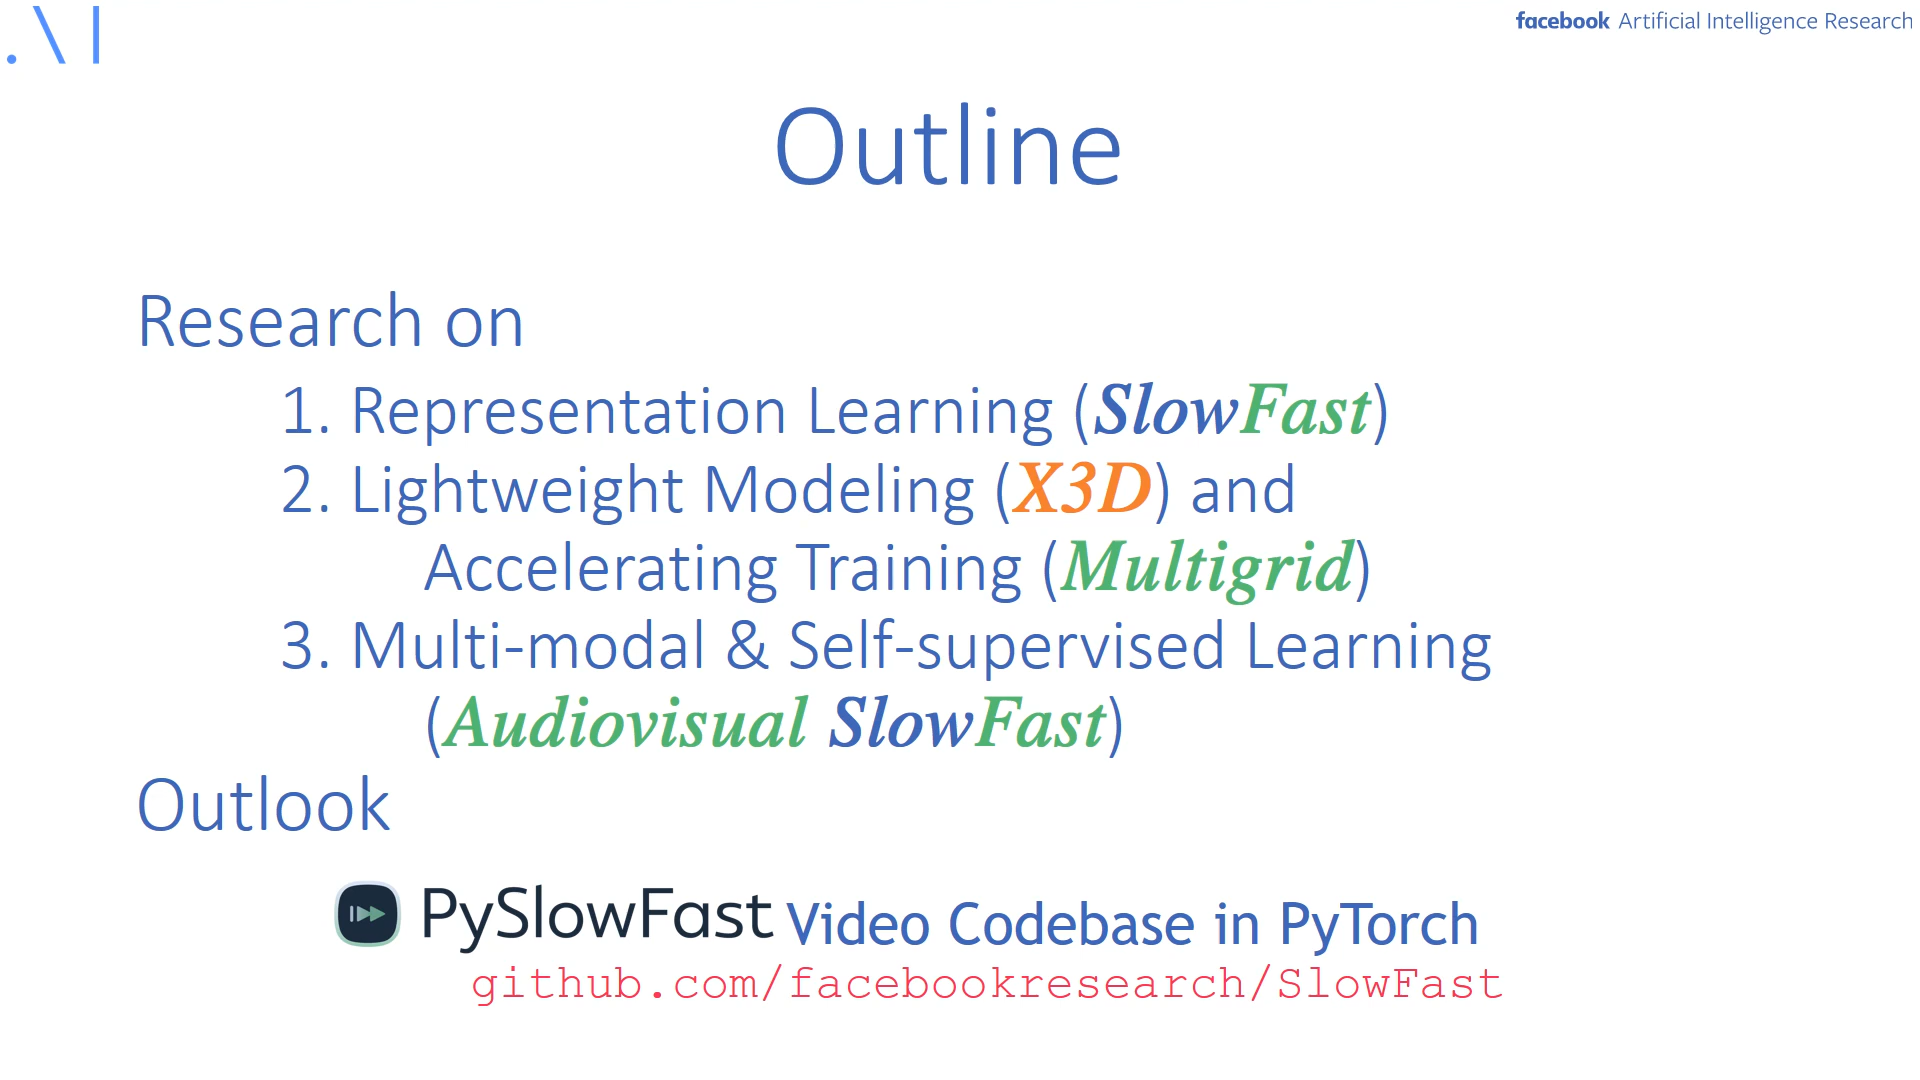 facebook Artificial Intelligence Research
Outline
Research on
1. Representation Learning (SlowFast)
2. Lightweight Modeling (X3D) and
Accelerating Training (Multigrid)
3. Multi-modal & Self-supervised Learning
(Audiovisual SlowFast)
Outlook
PySlowFast Video Codebase in PyTorch
github.com/facebookresearch/SlowFast